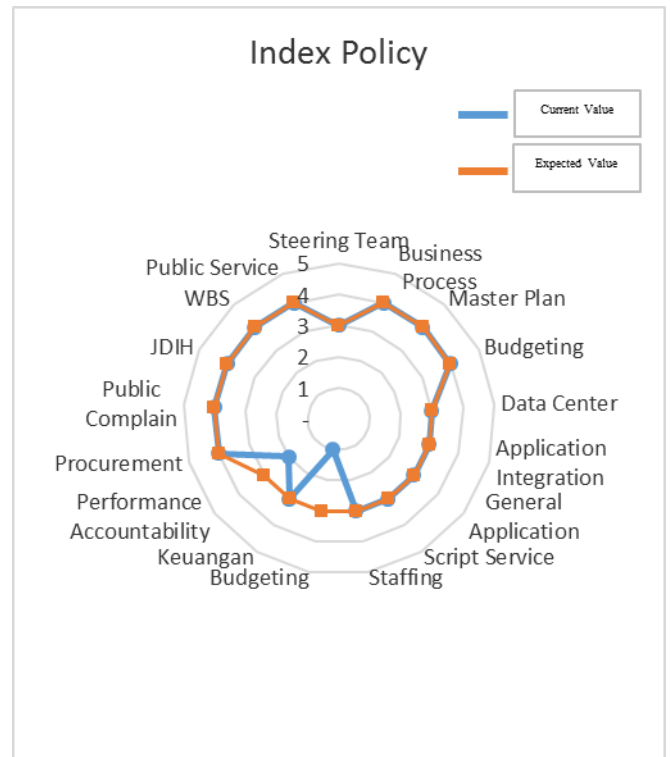 Index Policy
Current Value
Expected Value
Steering Team
Business
Process
Master Plan
Budgeting
Data Center
Application
Integration
General
Application
Script Service
Staffing
Budgeting
Keuangan
Performance
Accountability
Procurement
Public
Complain
JDIH
WBS
Public Service
5
4
3
2
1
-